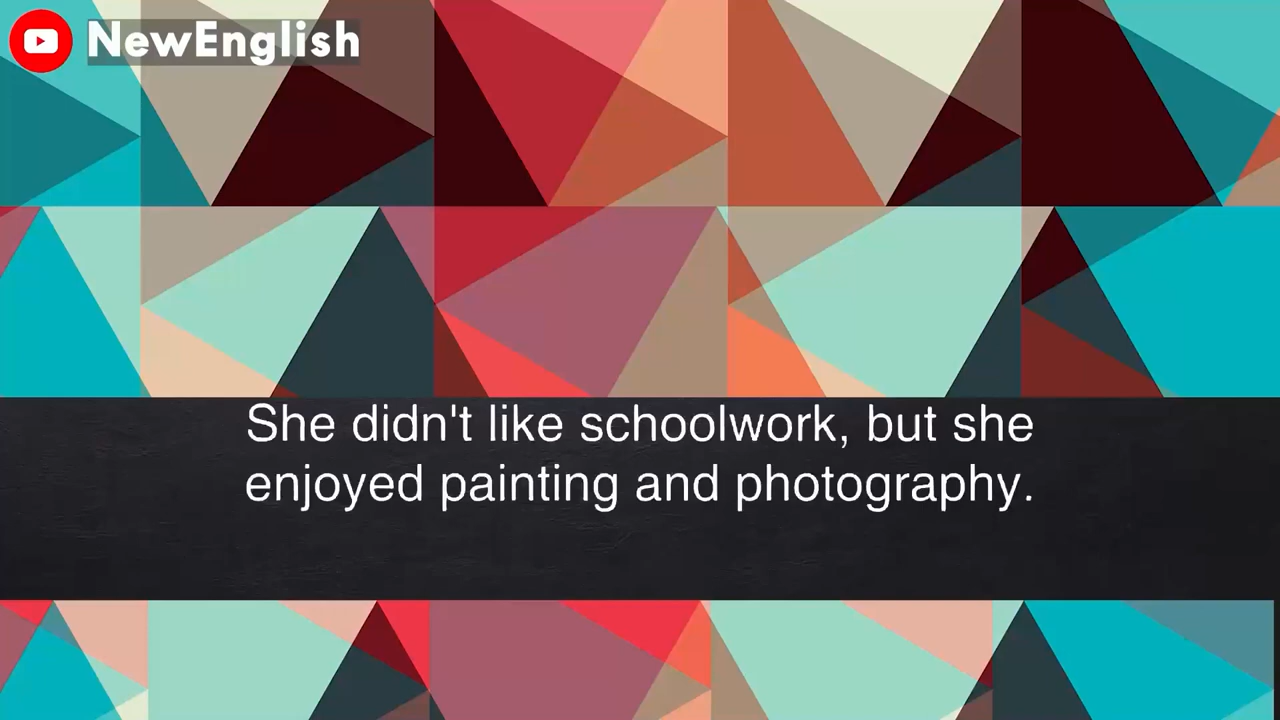 NewEnglish
She didn't like schoolwork, but she
enjoyed painting and photography.